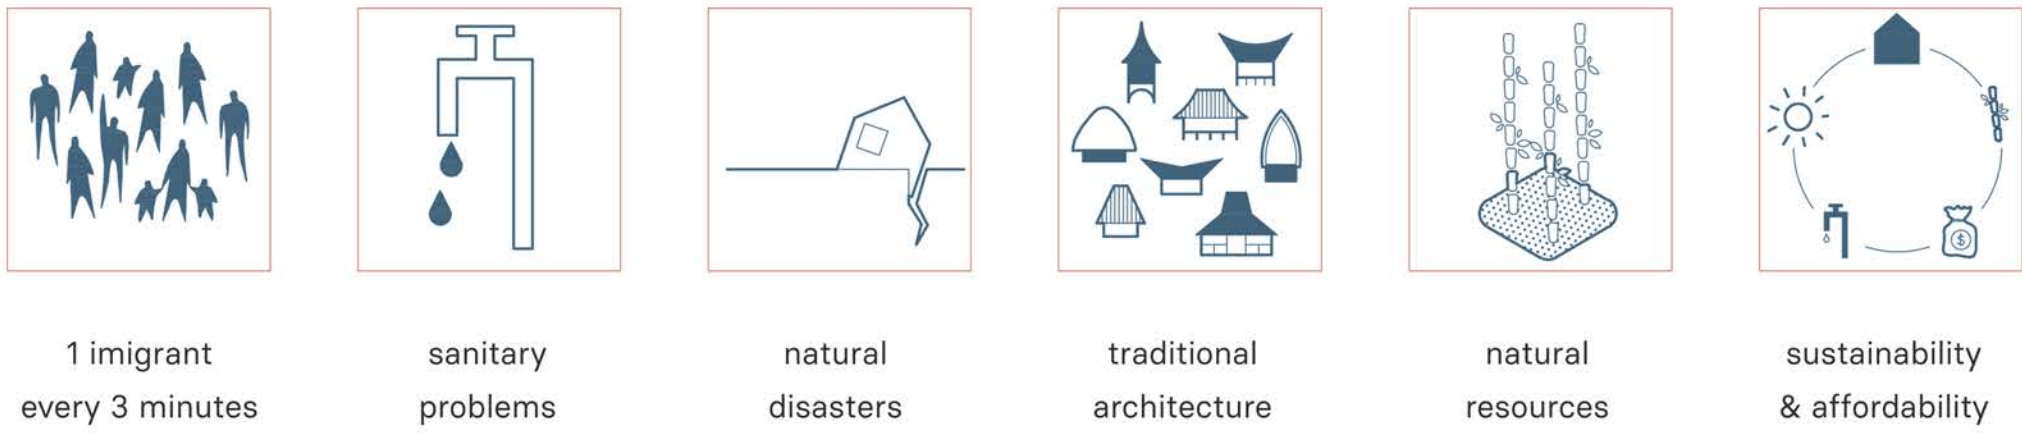 1 imigrant
every 3 minutes
sanitary
problems
natural
disasters
traditional
architecture
natural
resources
$
sustainability
& affordability